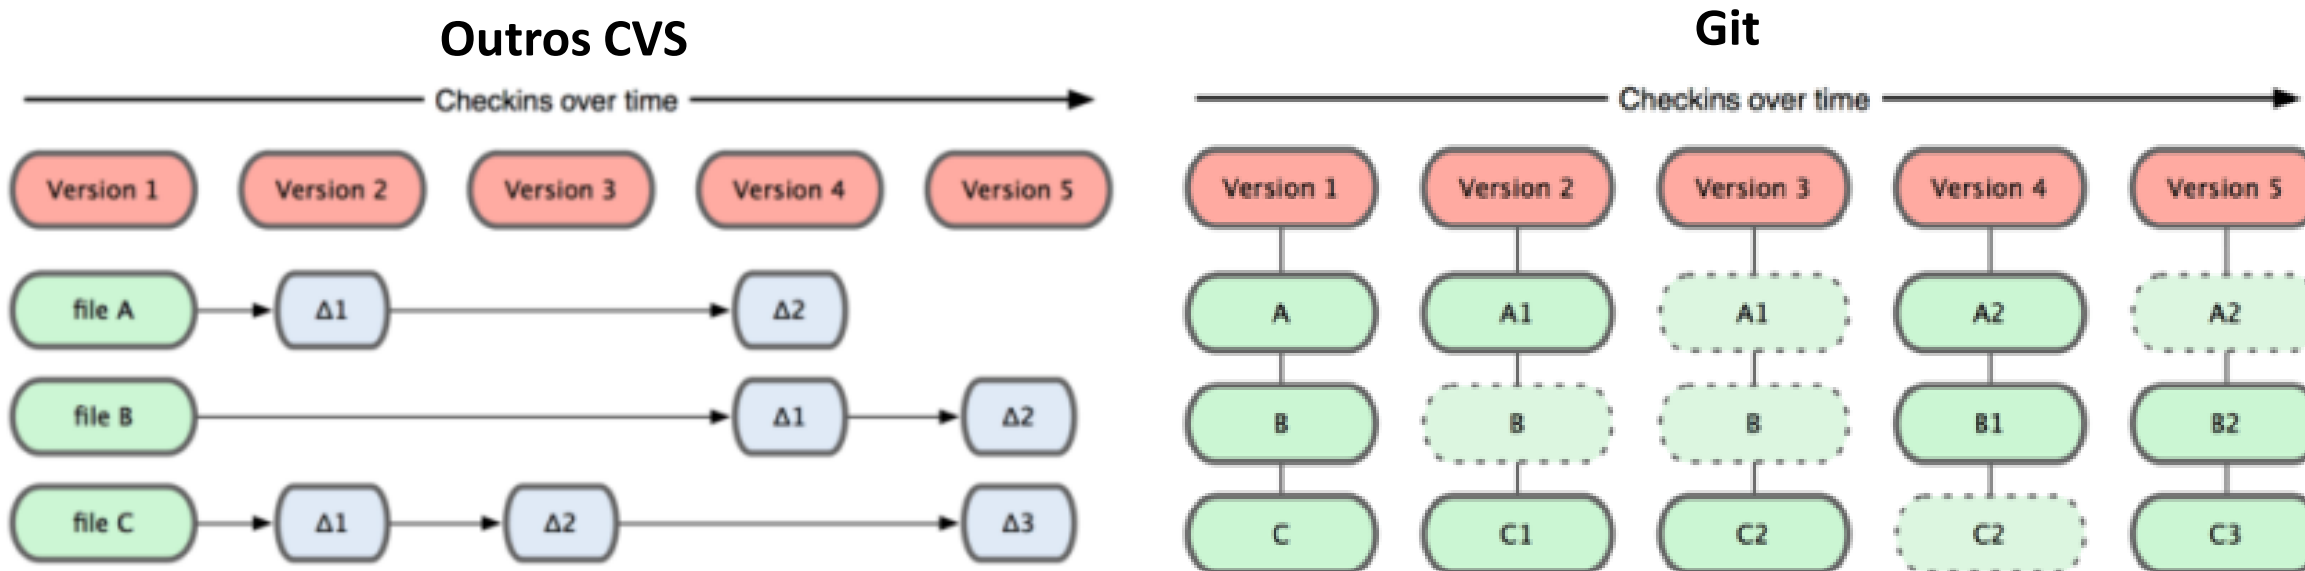 Outros CVS
Checkins over time
Version 1 Version 2 Version 3 Version 4 Version 5
file A Δ1 Δ2
file B Δ1 Δ2
file C Δ1 Δ2 Δ3
Git
Checkins over time
Version 1 Version 2 Version 3 Version 4 Version 5
A A1 A1 A2 A2
B B B B1 B2
C C1 C2 C2 C3